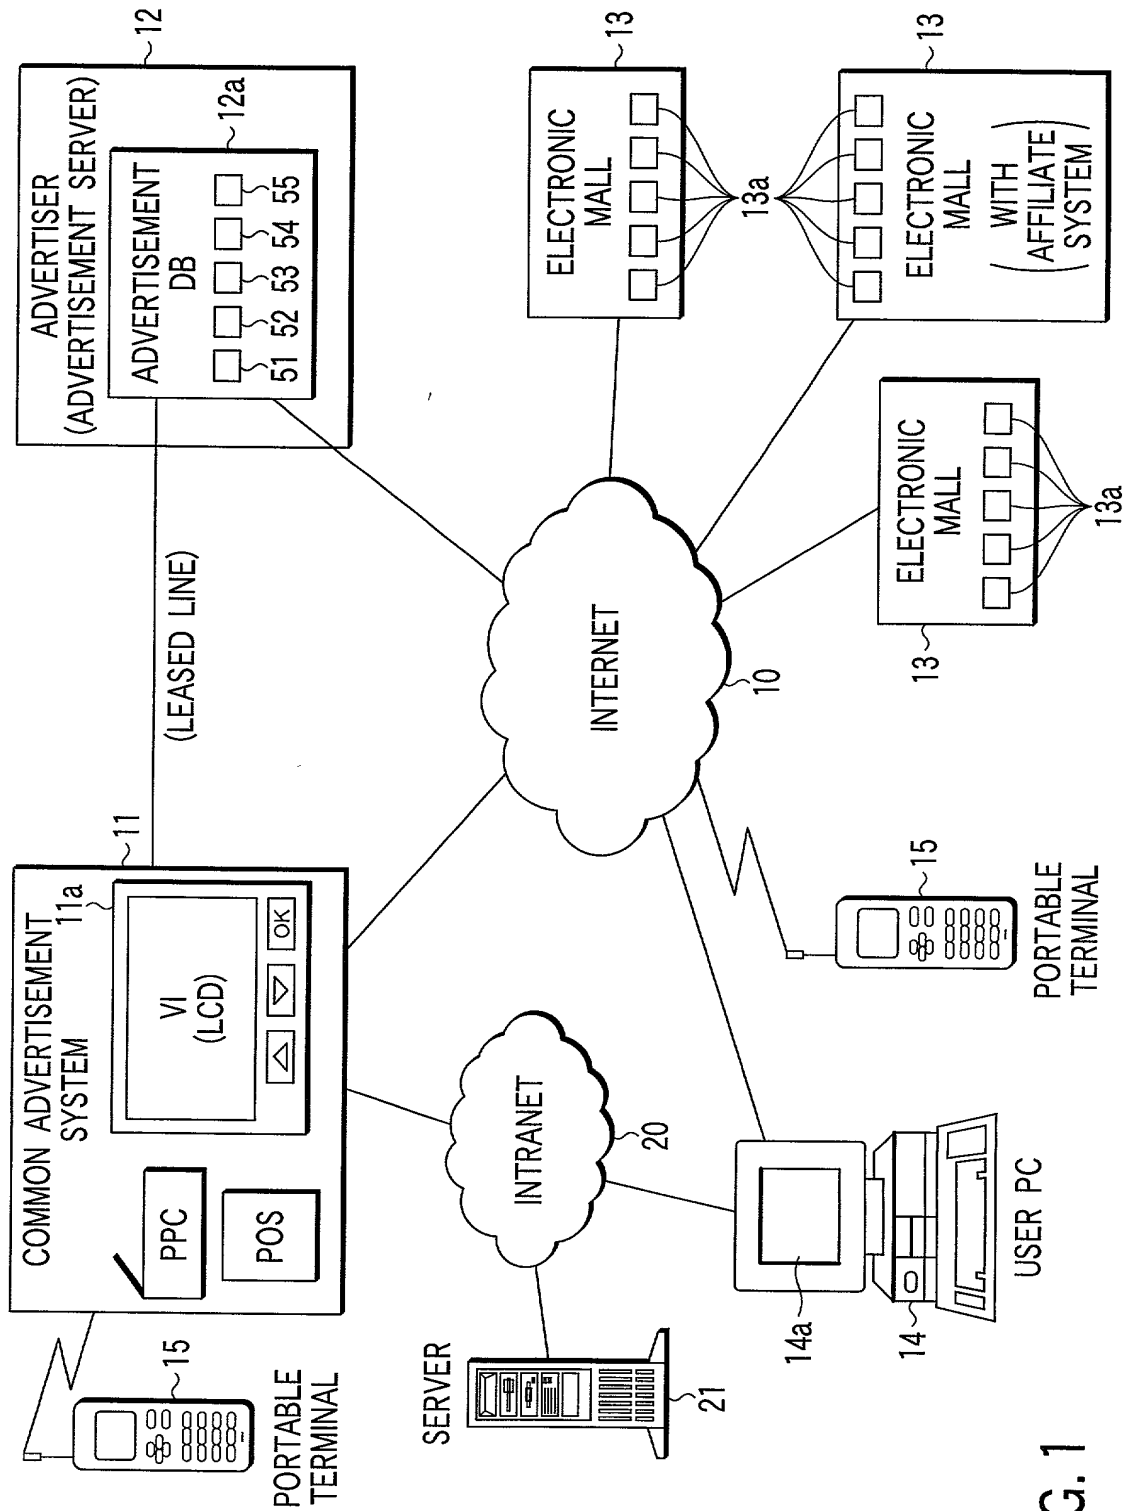 12
ADVERTISER
(ADVERTISEMENT SERVER)
12a
ADVERTISEMENT
DB
51
52
53
54
55
(LEASED LINE)
11
COMMON ADVERTISEMENT
SYSTEM
11a
VI
(LCD)
OK
PPC
POS
15
PORTABLE
TERMINAL
13
ELECTRONIC
MALL
13a
13
ELECTRONIC
MALL
(WITH
AFFILIATE
SYSTEM)
ELECTRONIC
MALL
13
13a
INTERNET
10
INTRANET
20
SERVER
21
14a
14
USER PC
15
PORTABLE
TERMINAL
G. 1